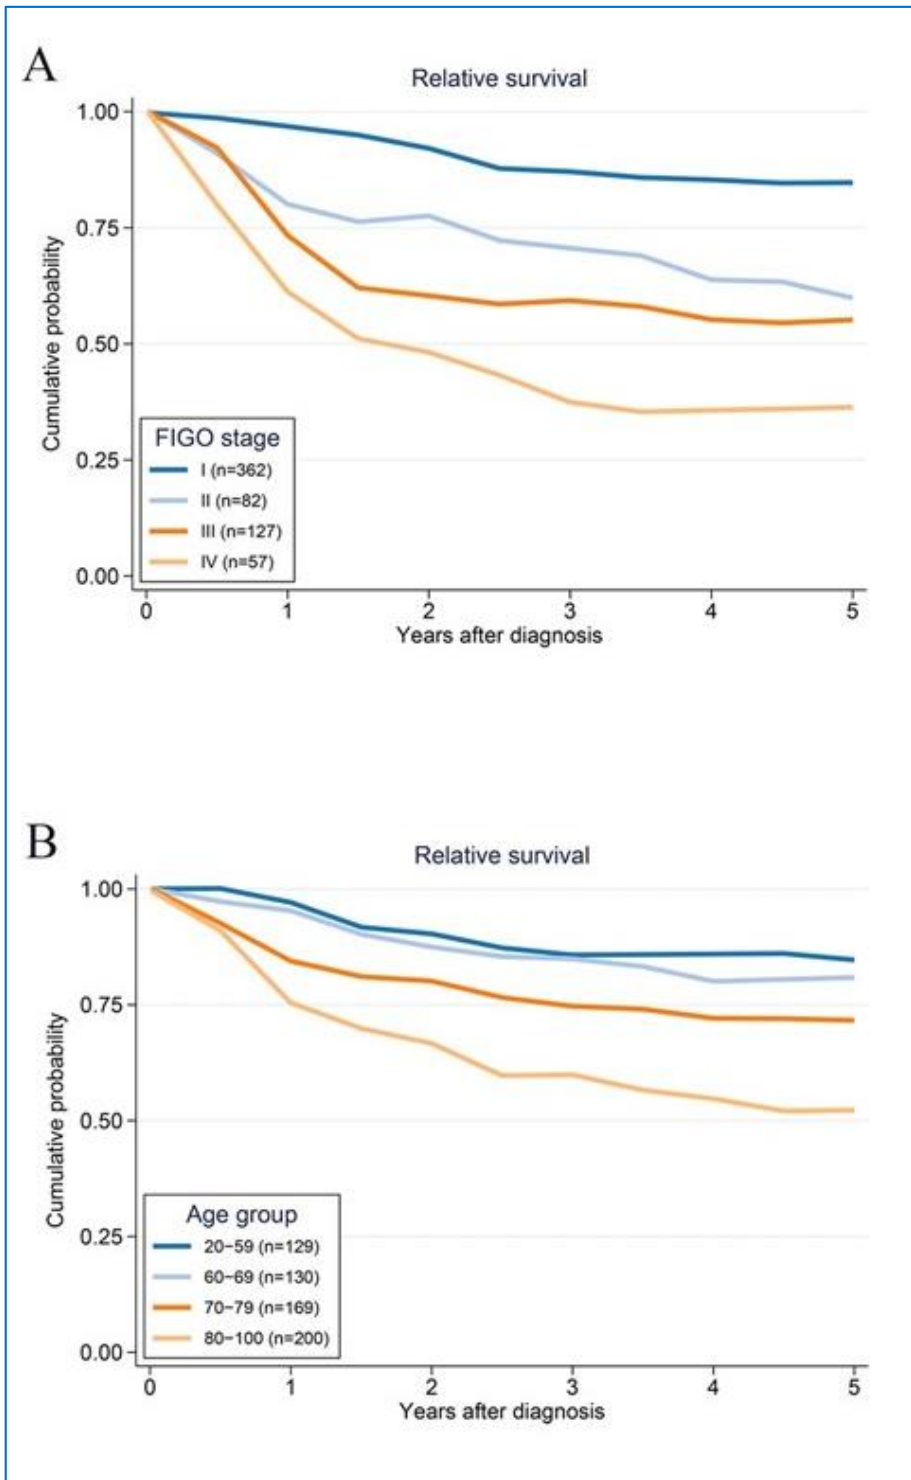 A
Relative survival
Cumulative probability
1.00
0.75
0.50
0.25
0.00
FIGO stage
I (n=362)
II (n=82)
III (n=127)
IV (n=57)
0 1 2 3 4 5
Years after diagnosis
B
Relative survival
Cumulative probability
1.00
0.75
0.50
0.25
0.00
Age group
20−59 (n=129)
60−69 (n=130)
70−79 (n=169)
80−100 (n=200)
0 1 2 3 4 5
Years after diagnosis